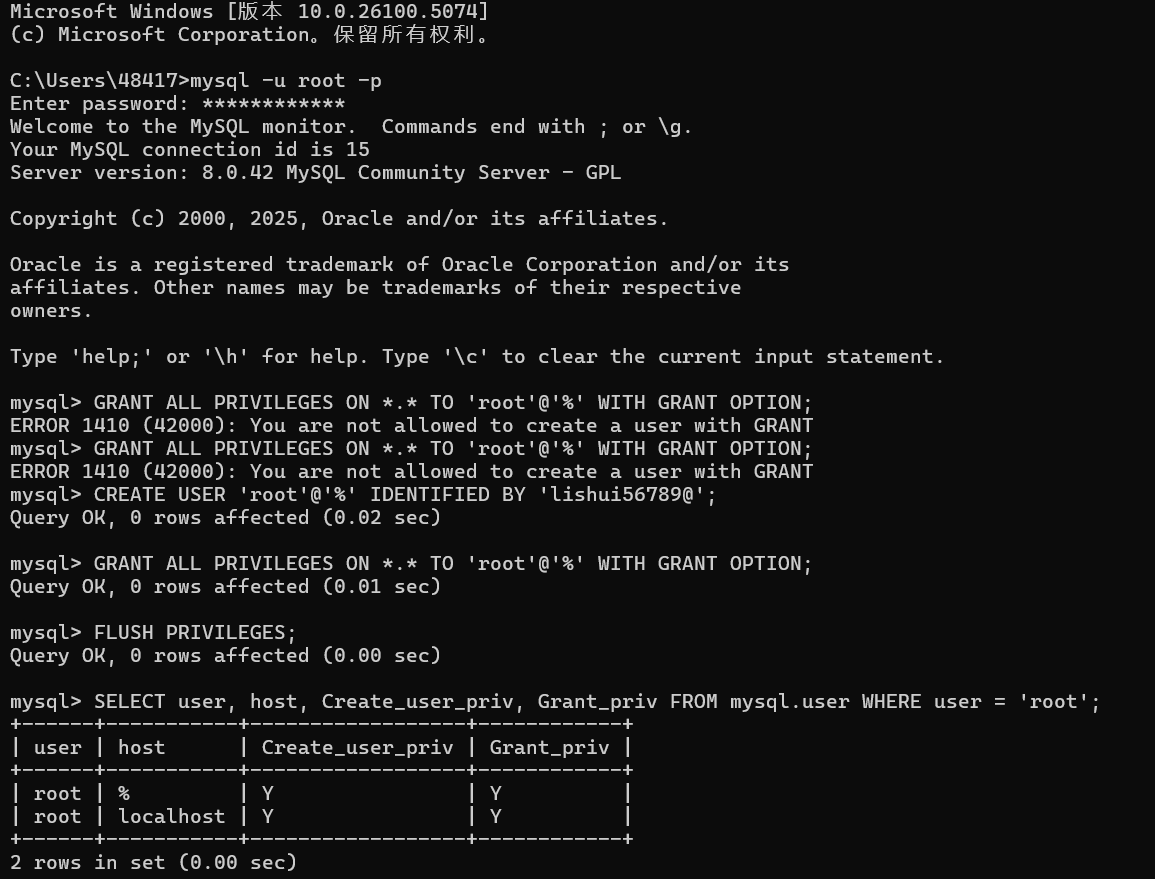 Microsoft Windows [版本 10.0.26100.5074]
(c) Microsoft Corporation。保留所有权利。
C:\Users\48417>mysql -u root -p
Enter password: ************
Welcome to the MySQL monitor.  Commands end with ; or \g.
Your MySQL connection id is 15
Server version: 8.0.42 MySQL Community Server - GPL
Copyright (c) 2000, 2025, Oracle and/or its affiliates.
Oracle is a registered trademark of Oracle Corporation and/or its
affiliates. Other names may be trademarks of their respective
owners.
Type 'help;' or '\h' for help. Type '\c' to clear the current input statement.
mysql> GRANT ALL PRIVILEGES ON *.* TO 'root'@'%' WITH GRANT OPTION;
ERROR 1410 (42000): You are not allowed to create a user with GRANT
mysql> GRANT ALL PRIVILEGES ON *.* TO 'root'@'%' WITH GRANT OPTION;
ERROR 1410 (42000): You are not allowed to create a user with GRANT
mysql> CREATE USER 'root'@'%' IDENTIFIED BY 'lishui56789@';
Query OK, 0 rows affected (0.02 sec)
mysql> GRANT ALL PRIVILEGES ON *.* TO 'root'@'%' WITH GRANT OPTION;
Query OK, 0 rows affected (0.01 sec)
mysql> FLUSH PRIVILEGES;
Query OK, 0 rows affected (0.00 sec)
mysql> SELECT user, host, Create_user_priv, Grant_priv FROM mysql.user WHERE user = 'root';
+------+-----------+------------------+------------+
| user | host      | Create_user_priv | Grant_priv |
+------+-----------+------------------+------------+
| root | %         | Y                | Y          |
| root | localhost | Y                | Y          |
+------+-----------+------------------+------------+
2 rows in set (0.00 sec)